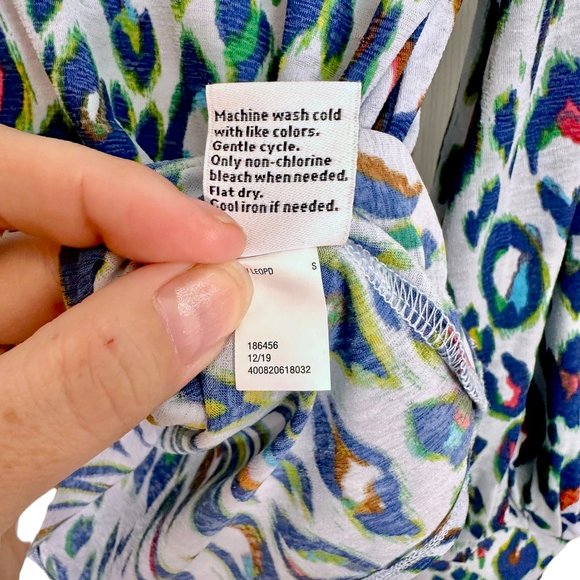 Machine wash cold
with like colors.
Gentle cycle.
Only non-chlorine
bleach when needed.
Flat dry.
Cool iron if needed.
LEOPD S
186456
12/19
400820618032